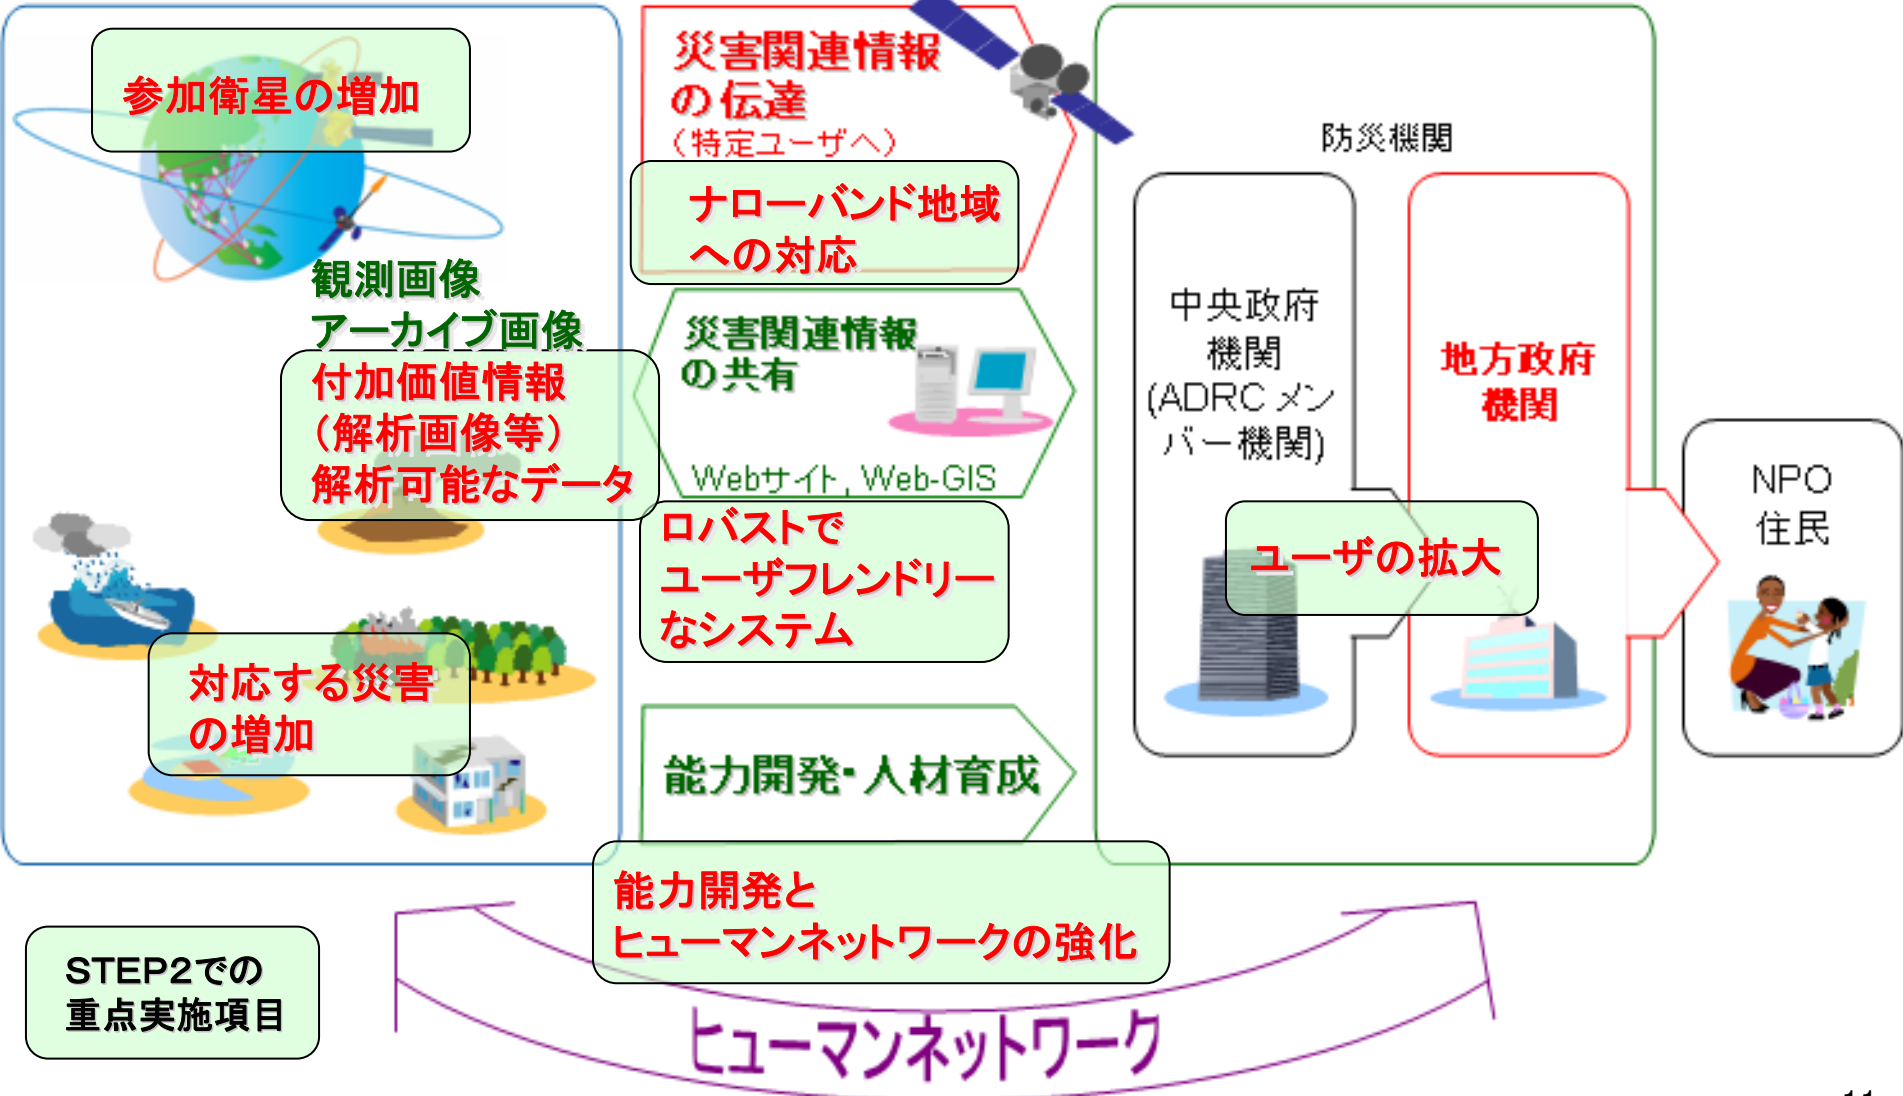 参加衛星の増加
観測画像
アーカイブ画像
付加価値情報
（解析画像等）
解析可能なデータ
対応する災害
の増加
災害関連情報
の伝達
（特定ユーザへ）
ナローバンド地域
への対応
災害関連情報
の共有
Webサイト, Web-GIS
ロバストで
ユーザフレンドリー
なシステム
能力開発・人材育成
能力開発と
ヒューマンネットワークの強化
防災機関
中央政府
機関
(ADRC メン
バー機関)
地方政府
機関
ユーザの拡大
NPO
住民
STEP2での
重点実施項目
ヒューマンネットワーク
11